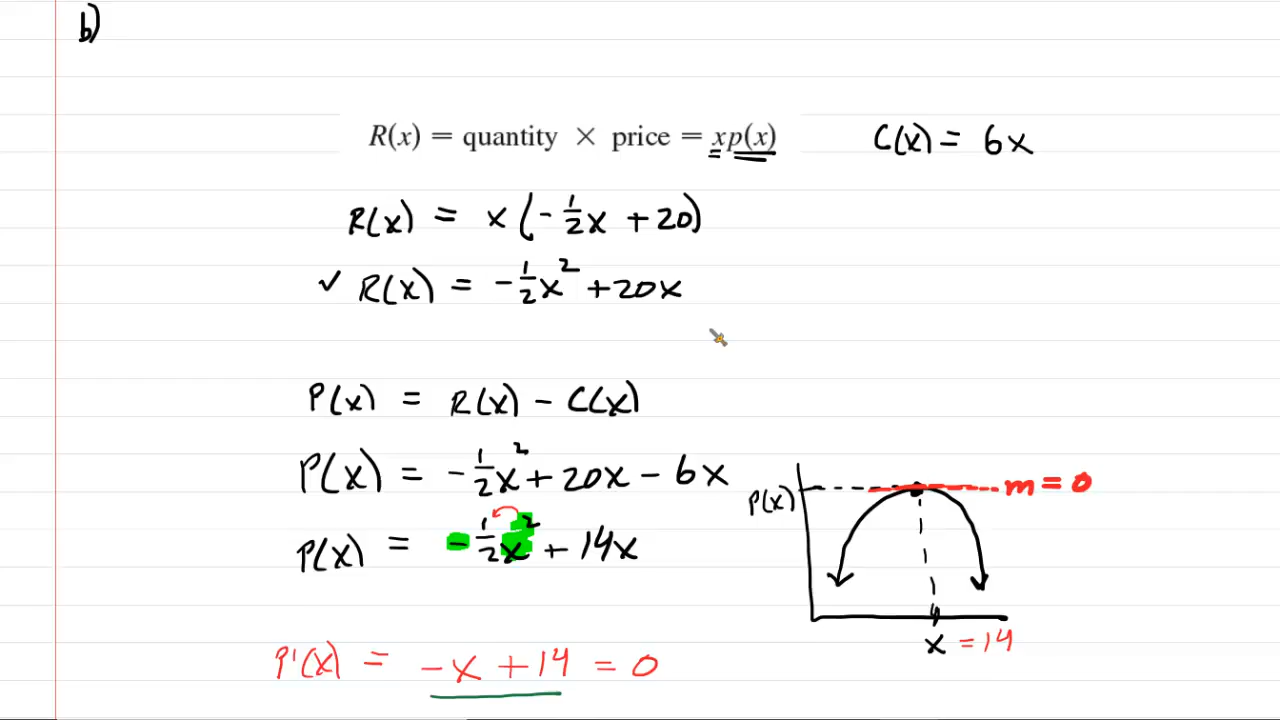 b)
R(x) = quantity × price = xp(x)
C(x) = 6x
R(x) = x(-1/2x + 20)
✓ R(x) = -1/2x² + 20x
P(x) = R(x) - C(x)
P(x) = -1/2x² + 20x - 6x
P(x) = -1/2x² + 14x
P(x)
m = 0
x = 14
P'(x) = -x + 14 = 0